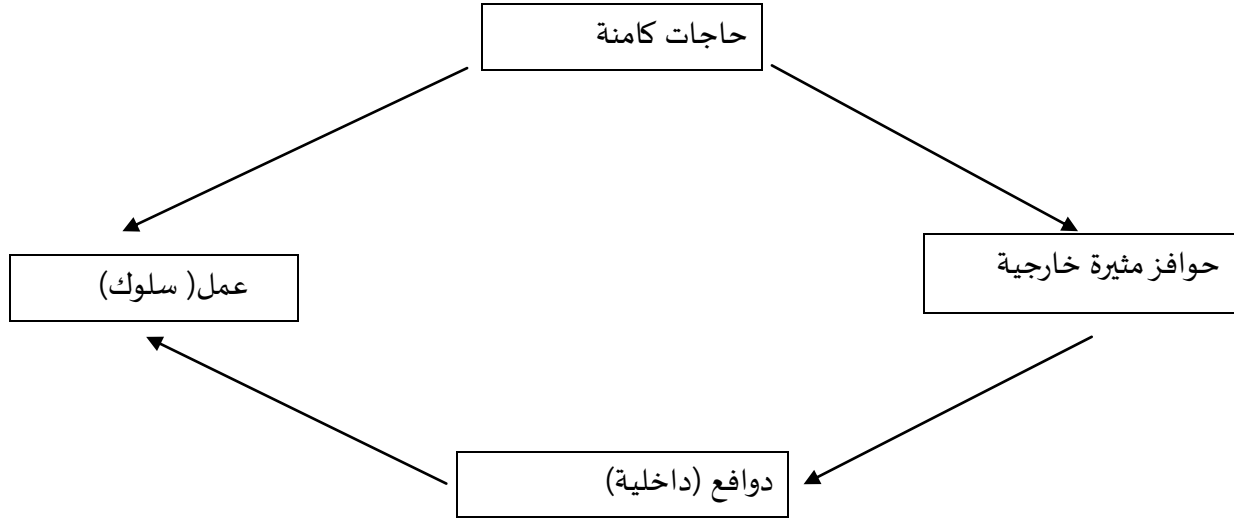 حاجات كامنة
حوافز مثيرة خارجية
عمل( سلوك)
دوافع (داخلية)